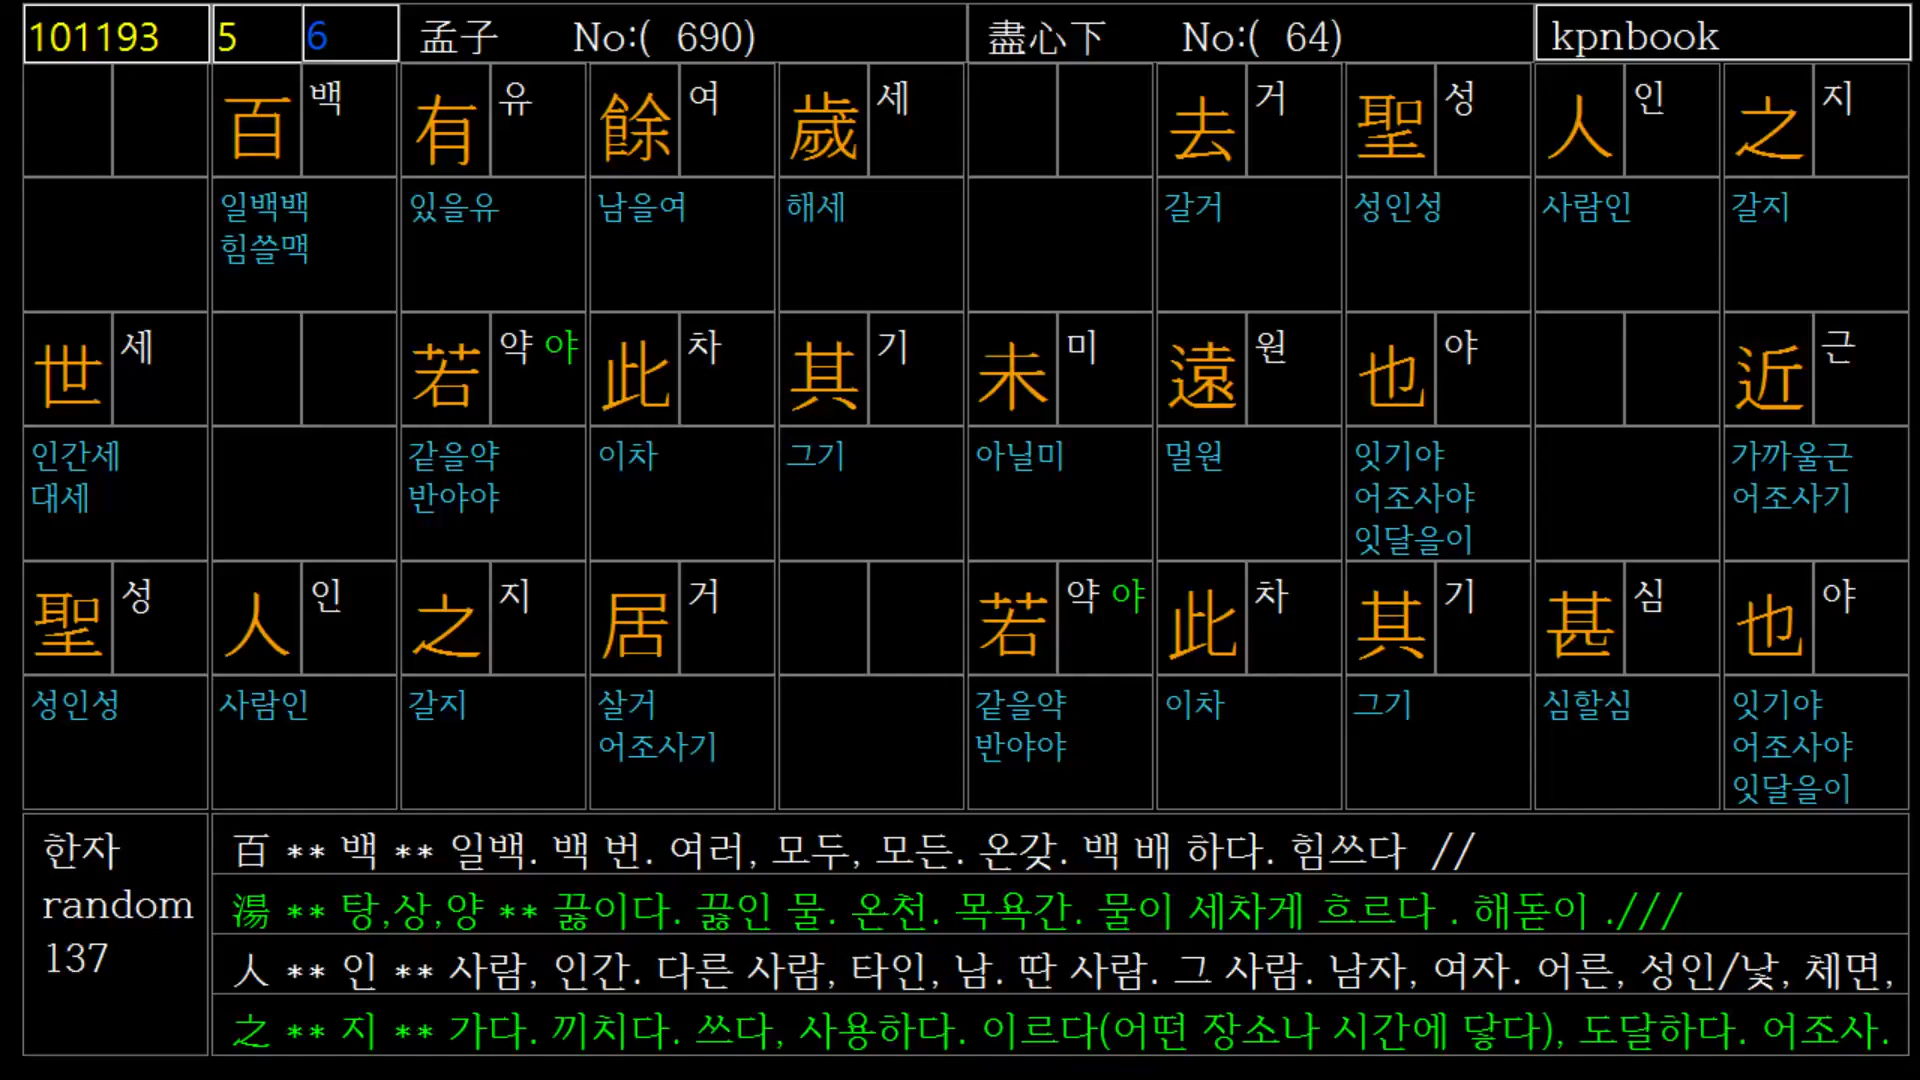 101193 5 6 孟子 No:( 690) 盡心下 No:( 64) kpnbook
百 백 有 유 餘 여 歲 세 去 거 聖 성 人 인 之 지
일백백 있을유 남을여 해세 갈거 성인성 사람인 갈지
힘쓸맥
世 세 若 약 야 此 차 其 기 未 미 遠 원 也 야 近 근
인간세 같을약 이차 그기 아닐미 멀원 잇기야 가까울근
대세 반야야 어조사야 어조사기
잇달을이
聖 성 人 인 之 지 居 거 若 약 야 此 차 其 기 甚 심 也 야
성인성 사람인 갈지 살거 같을약 이차 그기 심할심 잇기야
어조사기 반야야 어조사야
잇달을이
한자
random
137
百 ** 백 ** 일백. 백 번. 여러, 모두, 모든. 온갖. 백 배 하다. 힘쓰다 //
湯 ** 탕,상,양 ** 끓이다. 끓인 물. 온천. 목욕간. 물이 세차게 흐르다 . 해돋이 .///
人 ** 인 ** 사람, 인간. 다른 사람, 타인, 남. 딴 사람. 그 사람. 남자, 여자. 어른, 성인/낯, 체면,
之 ** 지 ** 가다. 끼치다. 쓰다, 사용하다. 이르다(어떤 장소나 시간에 닿다), 도달하다. 어조사.